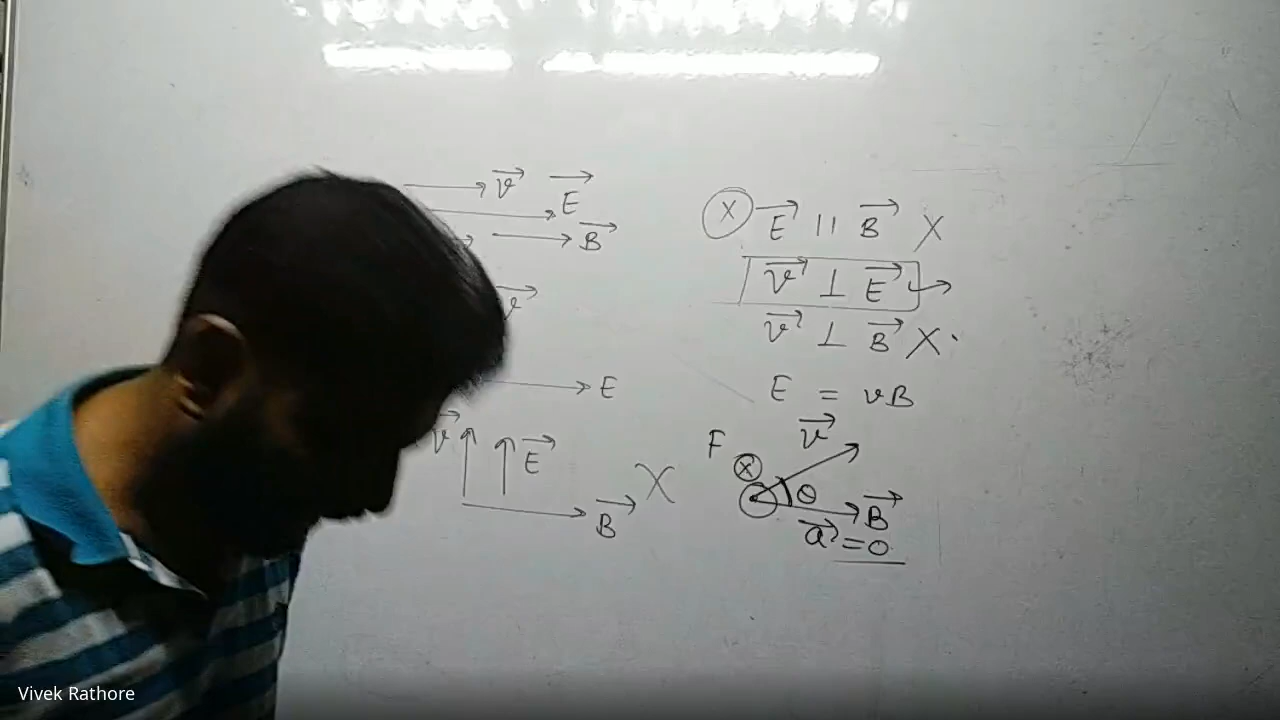 v⃗ E⃗
B⃗
v⃗
E
v⃗ E⃗
B⃗ X
Ⓧ E⃗ || B⃗ X
v⃗ ⊥ E⃗
v⃗ ⊥ B⃗ X
E = vB
F ⓧ v⃗
θ B⃗
a⃗ = 0
Vivek Rathore